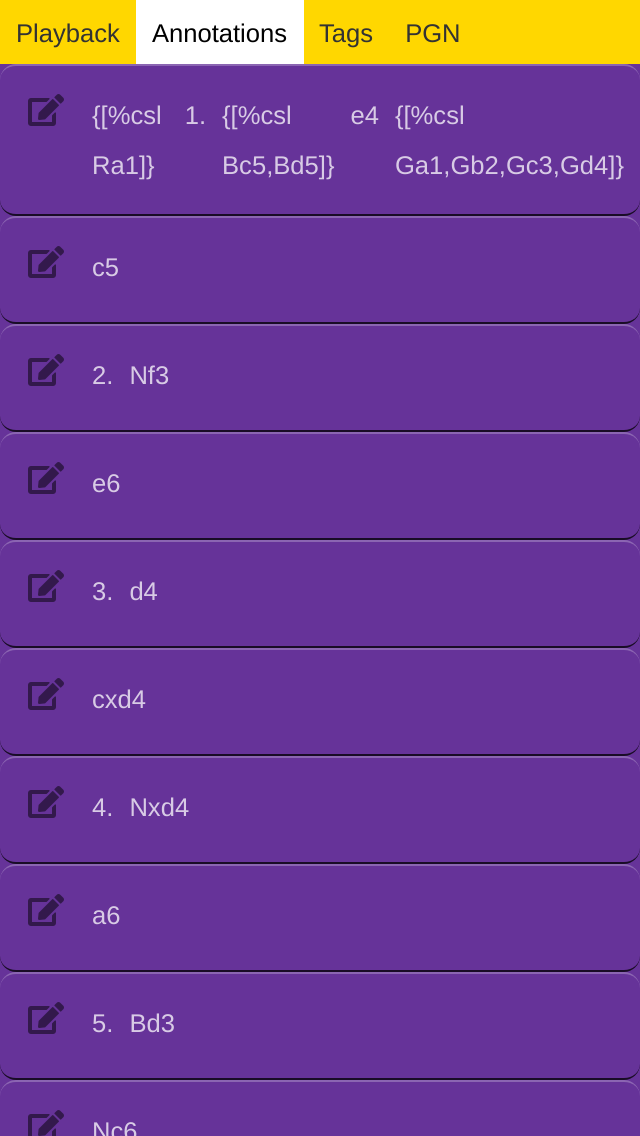 Playback Annotations Tags PGN
{[%csl 1. {[%csl e4 {[%csl
Ra1]} Bc5,Bd5]} Ga1,Gb2,Gc3,Gd4]}
c5
2. Nf3
e6
3. d4
cxd4
4. Nxd4
a6
5. Bd3
Nc6